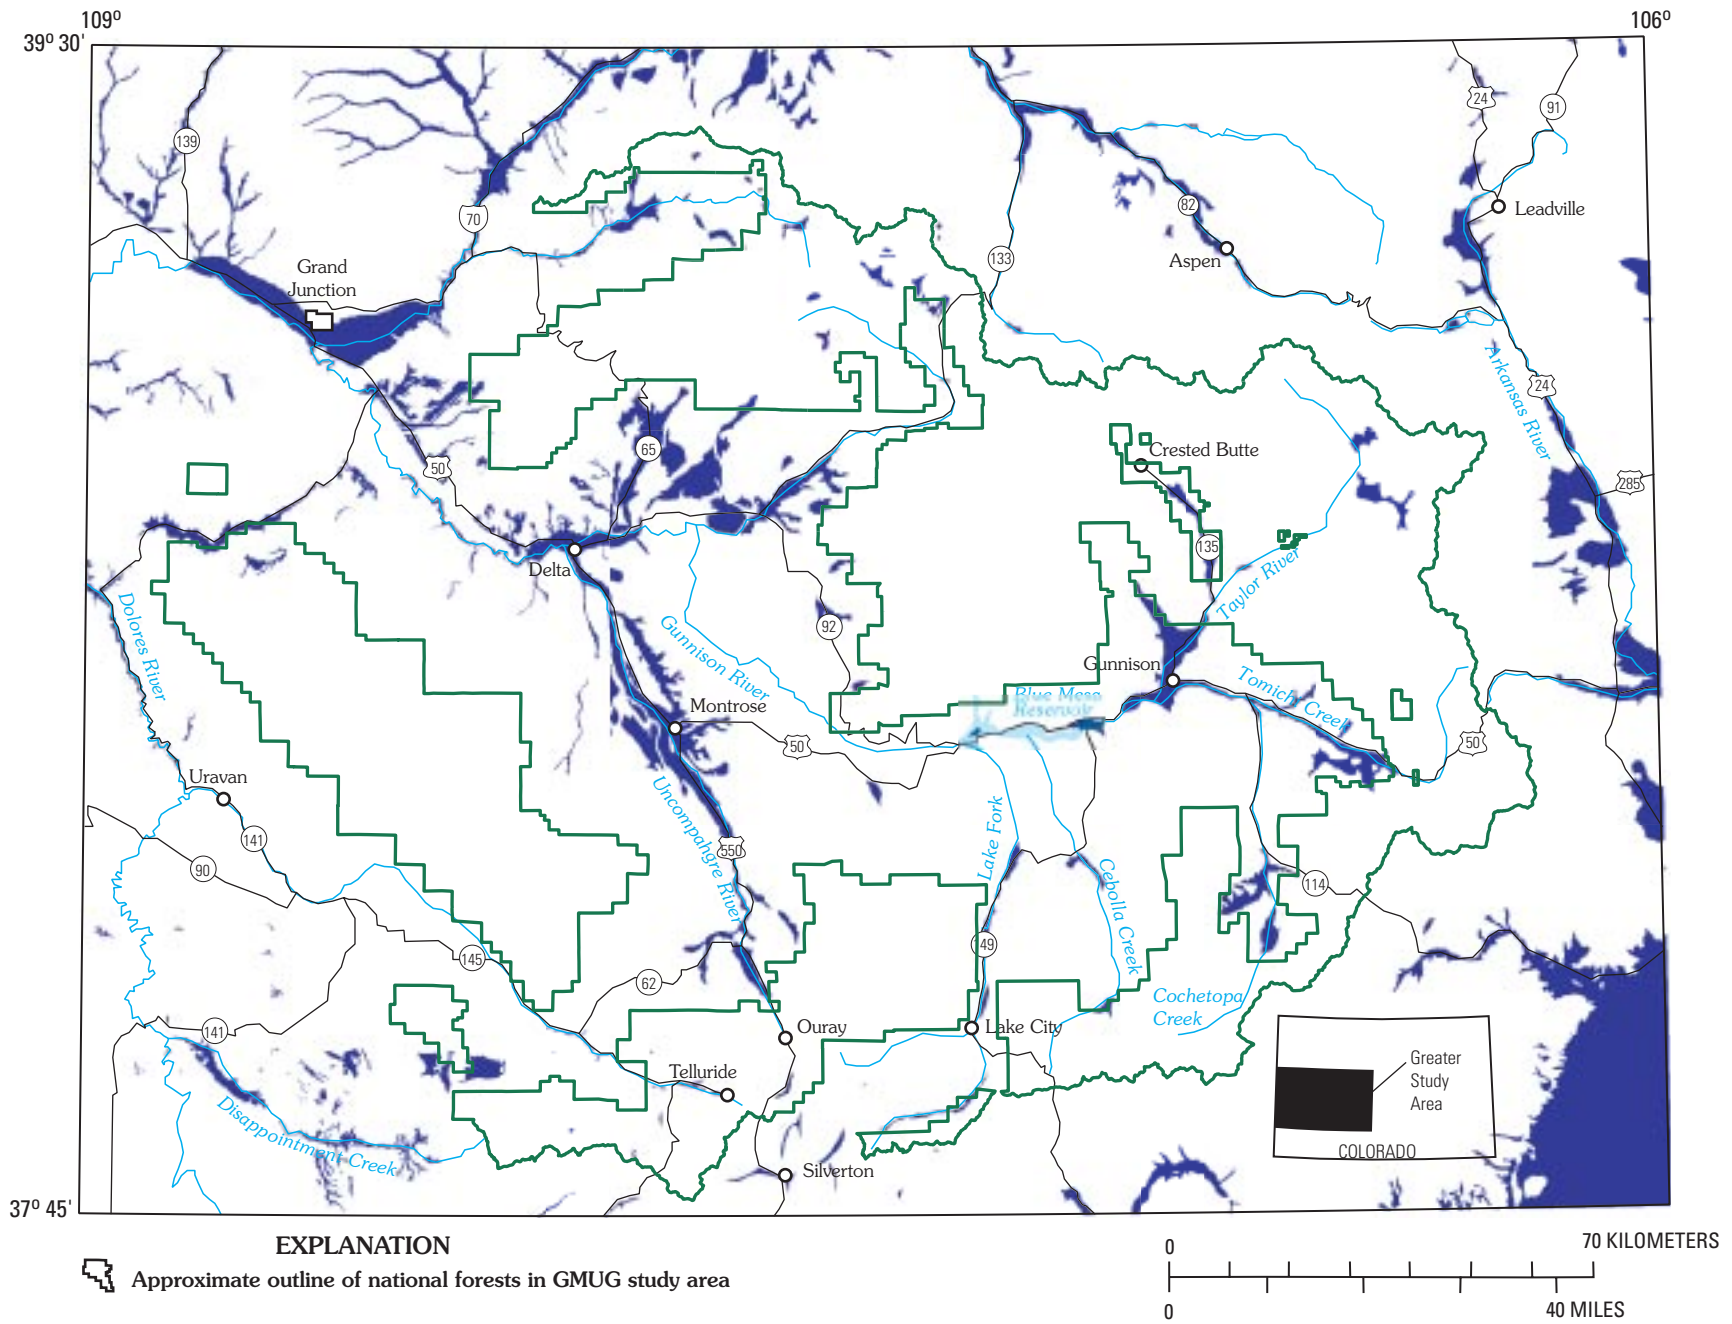 109º
106º
39º 30'
24
91
139
Leadville
70
82
Grand
Junction
133
Aspen
Arkansas River
24
65
Crested Butte
50
285
135
Delta
Taylor River
Dolores River
92
Gunnison River
Gunnison
Tomichi Creek
Blue Mesa
Reservoir
Montrose
50
50
Uravan
Uncompahgre River
141
550
Lake Fork
90
Cebolla Creek
114
149
145
62
Cochetopa
Creek
141
Ouray
Lake City
Telluride
Greater
Study
Area
Disappointment Creek
COLORADO
Silverton
37º 45'
EXPLANATION
Approximate outline of national forests in GMUG study area
0
70 KILOMETERS
0
40 MILES